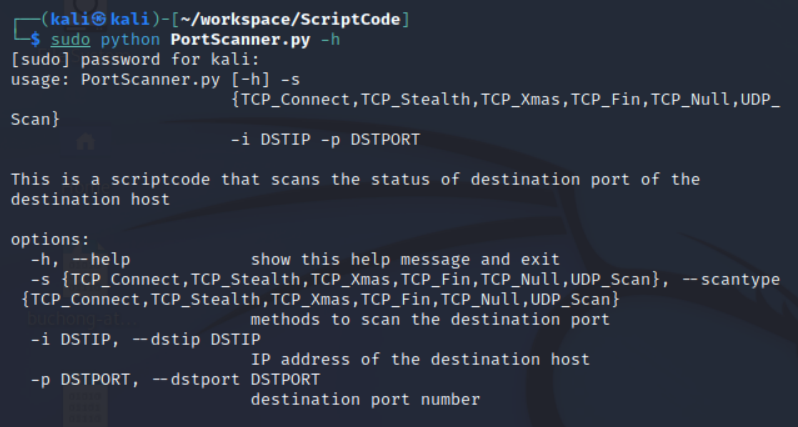 ┌──(kali㉿kali)-[~/workspace/ScriptCode]
└─$ sudo python PortScanner.py -h
[sudo] password for kali:
usage: PortScanner.py [-h] -s
                      {TCP_Connect,TCP_Stealth,TCP_Xmas,TCP_Fin,TCP_Null,UDP_
Scan}
                      -i DSTIP -p DSTPORT

This is a scriptcode that scans the status of destination port of the
destination host

options:
  -h, --help            show this help message and exit
  -s {TCP_Connect,TCP_Stealth,TCP_Xmas,TCP_Fin,TCP_Null,UDP_Scan}, --scantype
 {TCP_Connect,TCP_Stealth,TCP_Xmas,TCP_Fin,TCP_Null,UDP_Scan}
                        methods to scan the destination port
  -i DSTIP, --dstip DSTIP
                        IP address of the destination host
  -p DSTPORT, --dstport DSTPORT
                        destination port number